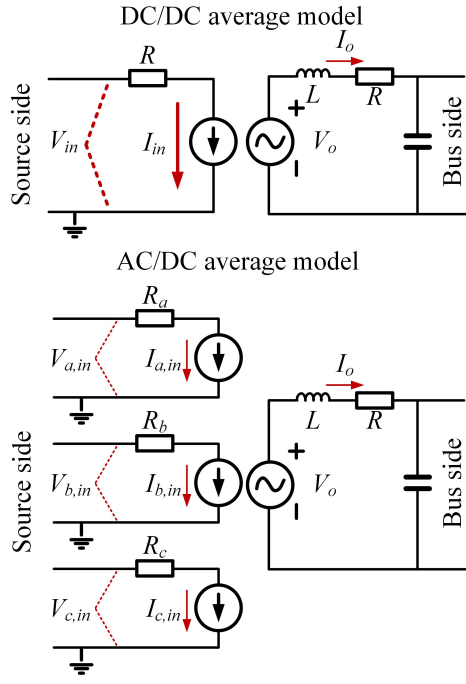 DC/DC average model
Source side
V_in
R
I_in
+
V_o
−
L
I_o
R
Bus side
AC/DC average model
Source side
R_a
V_a,in
I_a,in
R_b
V_b,in
I_b,in
R_c
V_c,in
I_c,in
+
V_o
−
L
I_o
R
Bus side